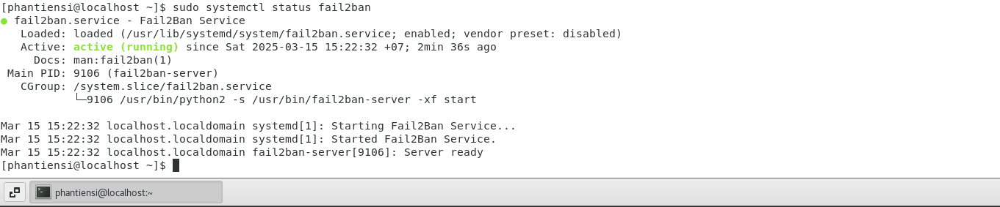 [phantiensi@localhost ~]$ sudo systemctl status fail2ban
● fail2ban.service - Fail2Ban Service
   Loaded: loaded (/usr/lib/systemd/system/fail2ban.service; enabled; vendor preset: disabled)
   Active: active (running) since Sat 2025-03-15 15:22:32 +07; 2min 36s ago
     Docs: man:fail2ban(1)
 Main PID: 9106 (fail2ban-server)
   CGroup: /system.slice/fail2ban.service
           └─9106 /usr/bin/python2 -s /usr/bin/fail2ban-server -xf start

Mar 15 15:22:32 localhost.localdomain systemd[1]: Starting Fail2Ban Service...
Mar 15 15:22:32 localhost.localdomain systemd[1]: Started Fail2Ban Service.
Mar 15 15:22:32 localhost.localdomain fail2ban-server[9106]: Server ready
[phantiensi@localhost ~]$
phantiensi@localhost:~